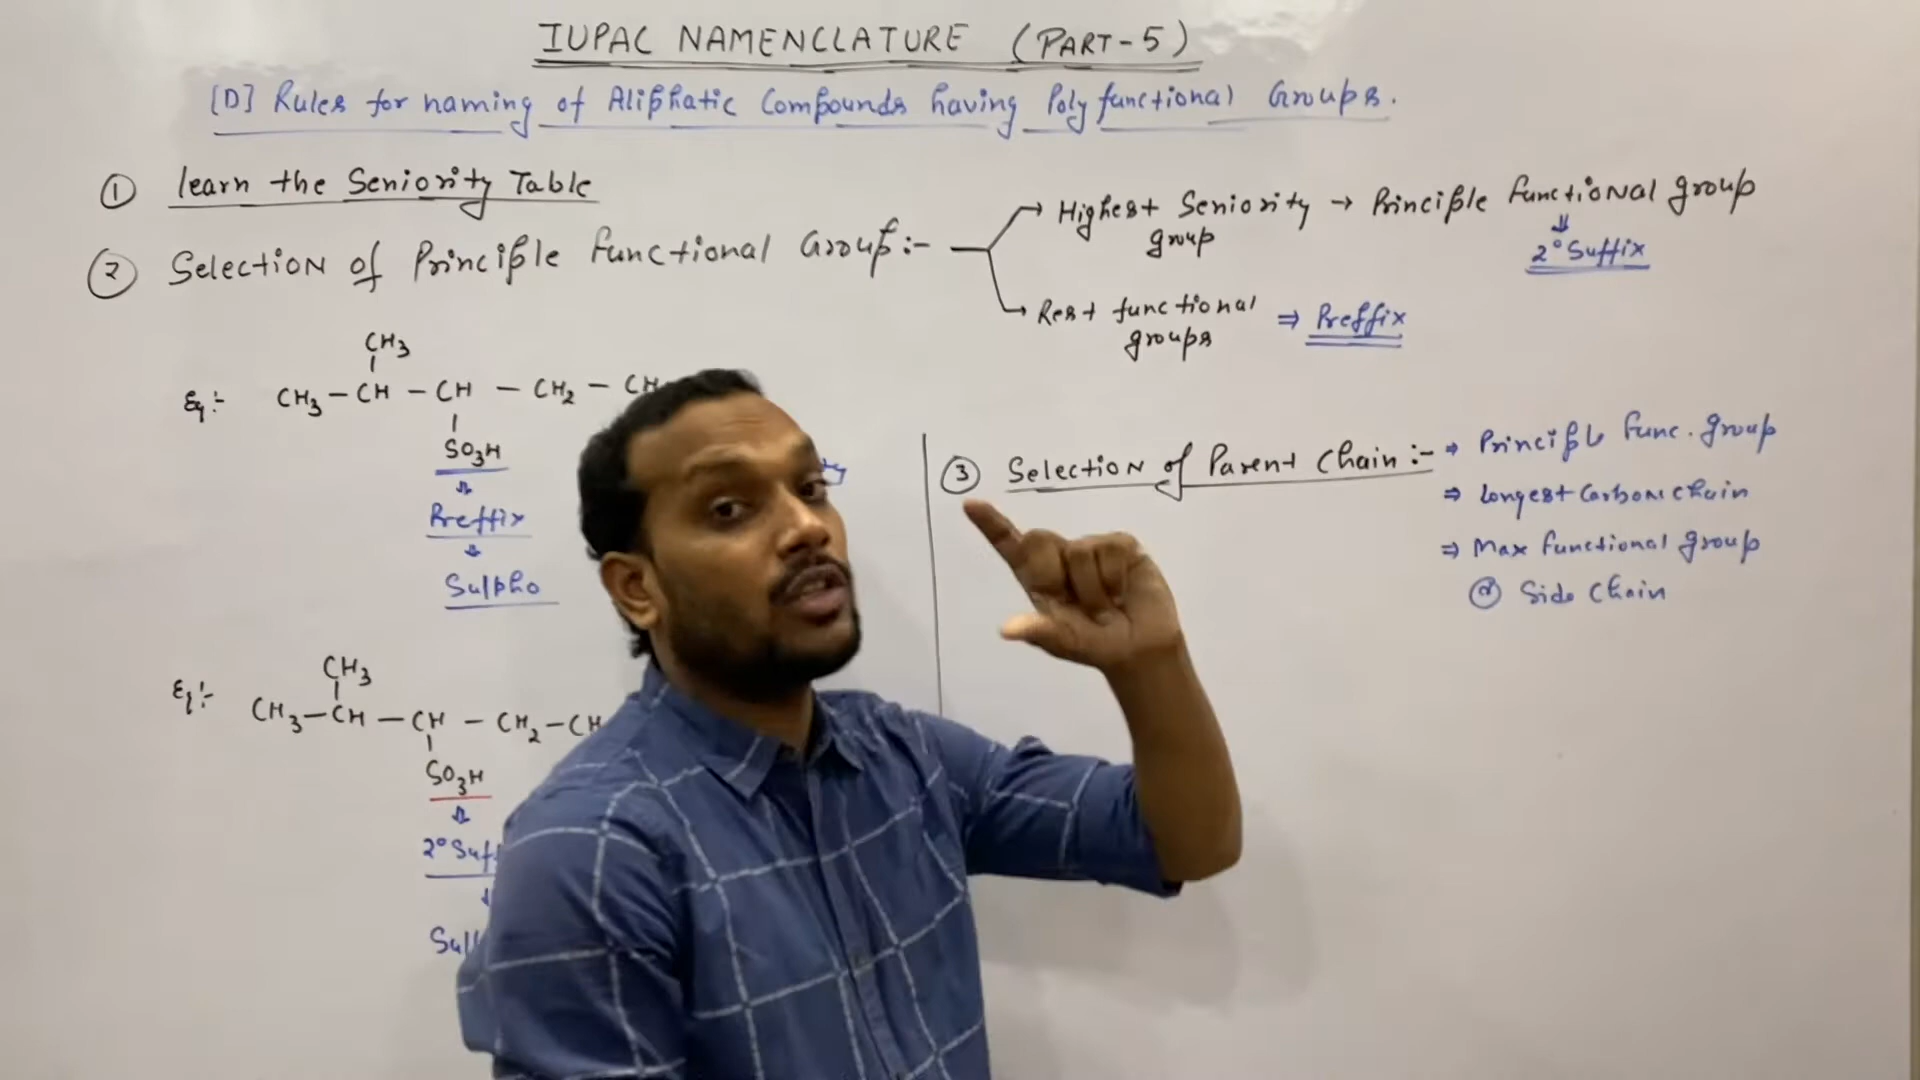 IUPAC NAMENCLATURE (PART-5)
[D] Rules for naming of Aliphatic Compounds having Poly functional Groups.
① learn the Seniority Table
② Selection of Principle functional Group:-
→ Highest Seniority group → Principle functional group
⇓
2° Suffix
→ Rest functional groups ⇒ Preffix
CH3
Eg:- CH3 – CH – CH – CH2 – CH
SO3H
⇓
Preffix
⇓
Sulpho
③ Selection of Parent Chain:- → Principle func. group
⇒ Longest Carbon chain
⇒ Max functional group
@ Side Chain
CH3
Eg:- CH3 – CH – CH – CH2 – CH
SO3H
⇓
2° Suf
↓
Sul